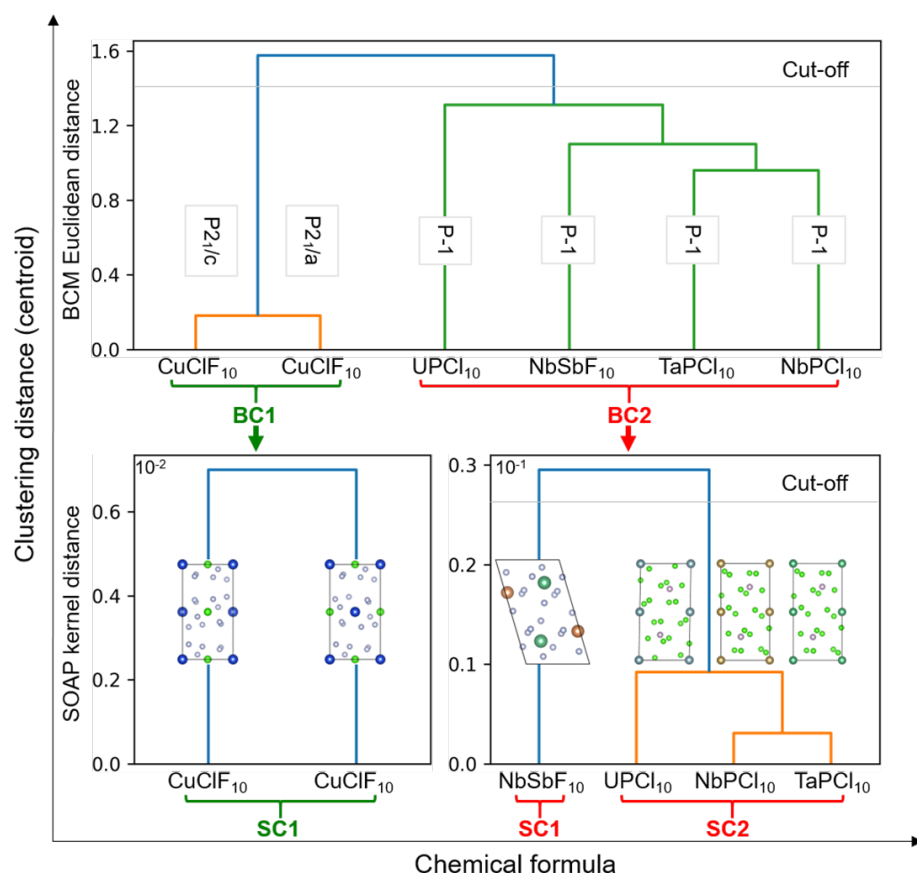 Clustering distance (centroid)
BCM Euclidean distance
1.6
1.2
0.8
0.4
0.0
Cut-off
P2₁/c
P2₁/a
P-1
P-1
P-1
P-1
CuClF₁₀
CuClF₁₀
UPCl₁₀
NbSbF₁₀
TaPCl₁₀
NbPCl₁₀
BC1
BC2
SOAP kernel distance
10⁻²
0.6
0.4
0.2
0.0
CuClF₁₀
CuClF₁₀
SC1
10⁻¹
0.3
0.2
0.1
0.0
Cut-off
NbSbF₁₀
UPCl₁₀
NbPCl₁₀
TaPCl₁₀
SC1
SC2
Chemical formula